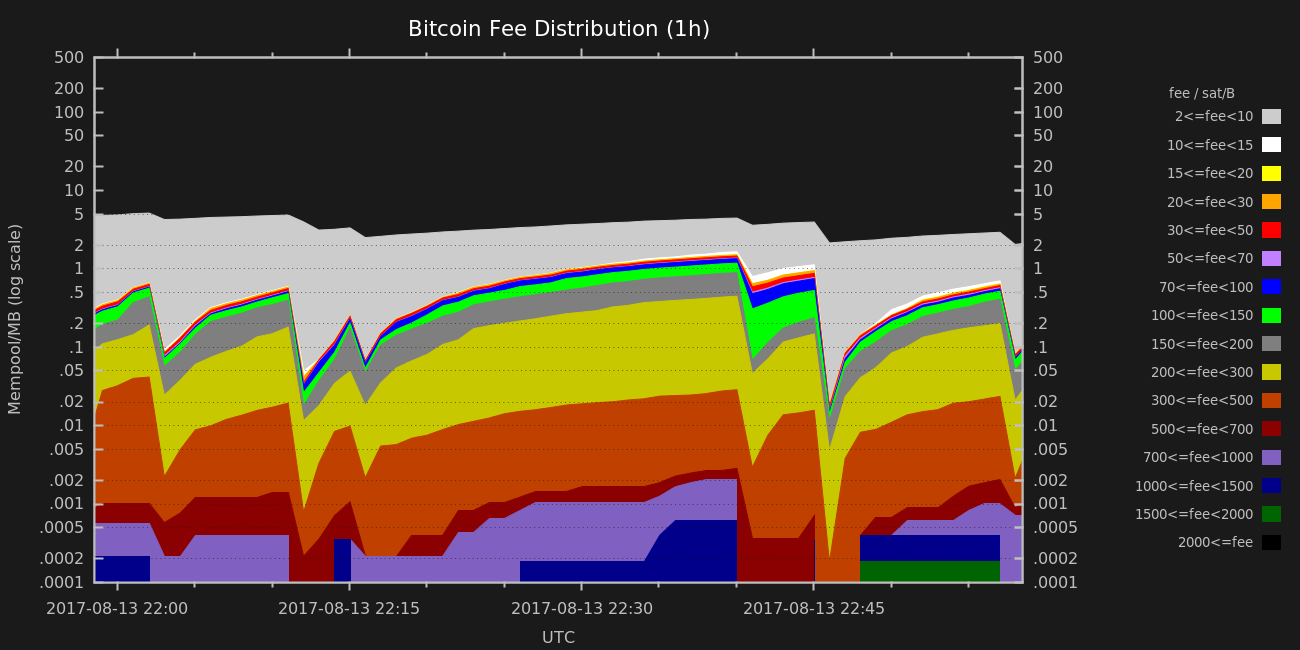 Bitcoin Fee Distribution (1h)
500
200
100
50
20
10
5
2
1
.5
.2
.1
.05
.02
.01
.005
.002
.001
.0005
.0002
.0001
Mempool/MB (log scale)
500
200
100
50
20
10
5
2
1
.5
.2
.1
.05
.02
.01
.005
.002
.001
.0005
.0002
.0001
2017-08-13 22:00
2017-08-13 22:15
2017-08-13 22:30
2017-08-13 22:45
UTC
fee / sat/B
2<=fee<10
10<=fee<15
15<=fee<20
20<=fee<30
30<=fee<50
50<=fee<70
70<=fee<100
100<=fee<150
150<=fee<200
200<=fee<300
300<=fee<500
500<=fee<700
700<=fee<1000
1000<=fee<1500
1500<=fee<2000
2000<=fee